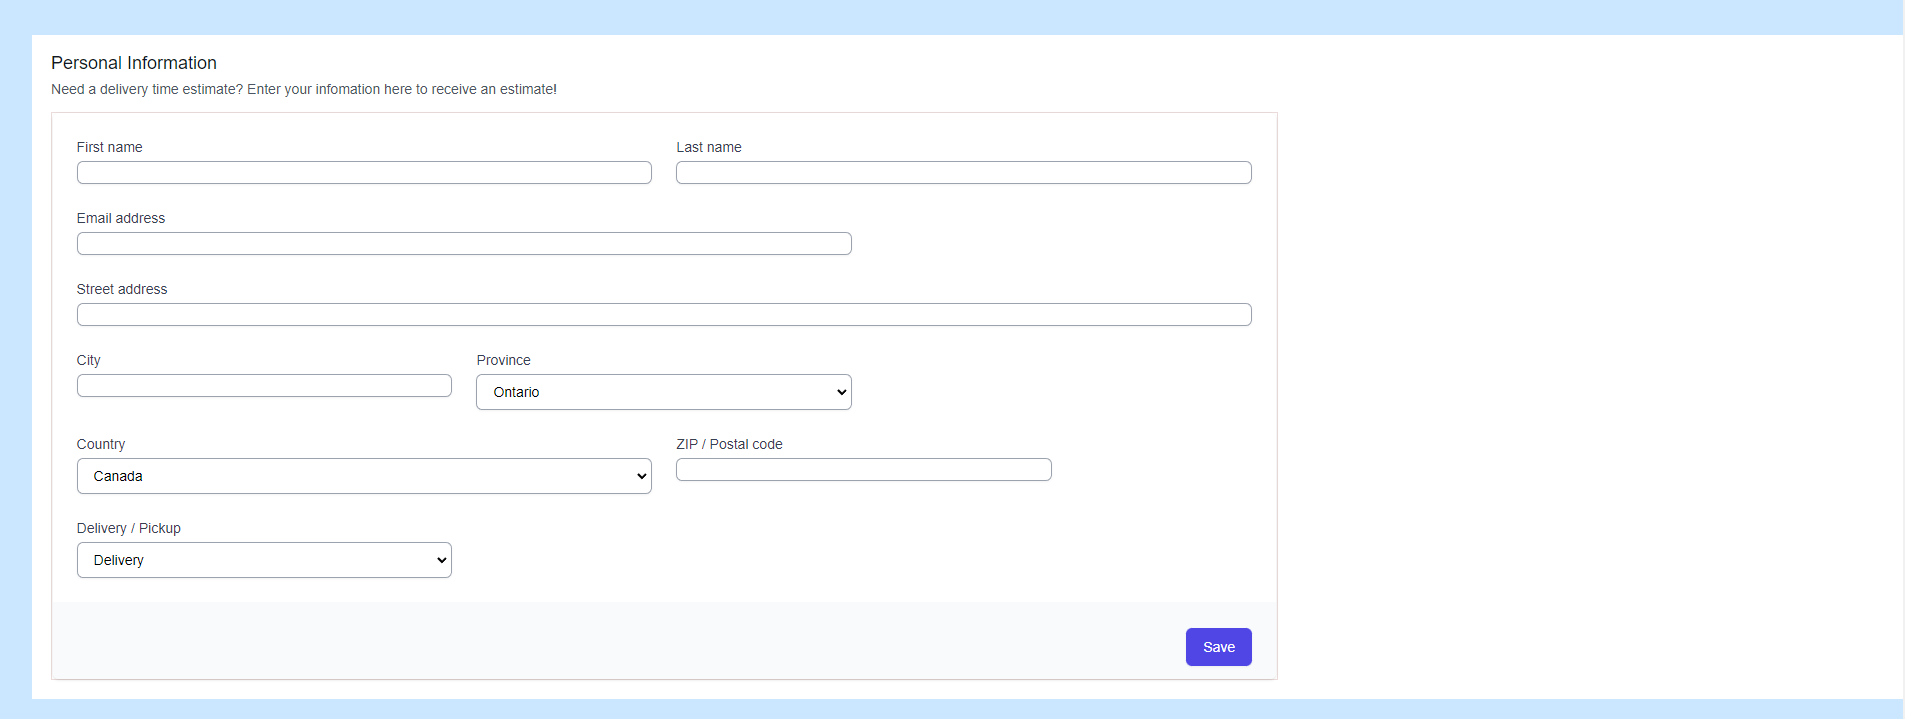 Personal Information
Need a delivery time estimate? Enter your infomation here to receive an estimate!
First name Last name
Email address
Street address
City Province
Ontario
Country ZIP / Postal code
Canada
Delivery / Pickup
Delivery
Save